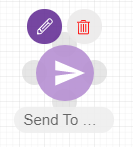 Send To ...